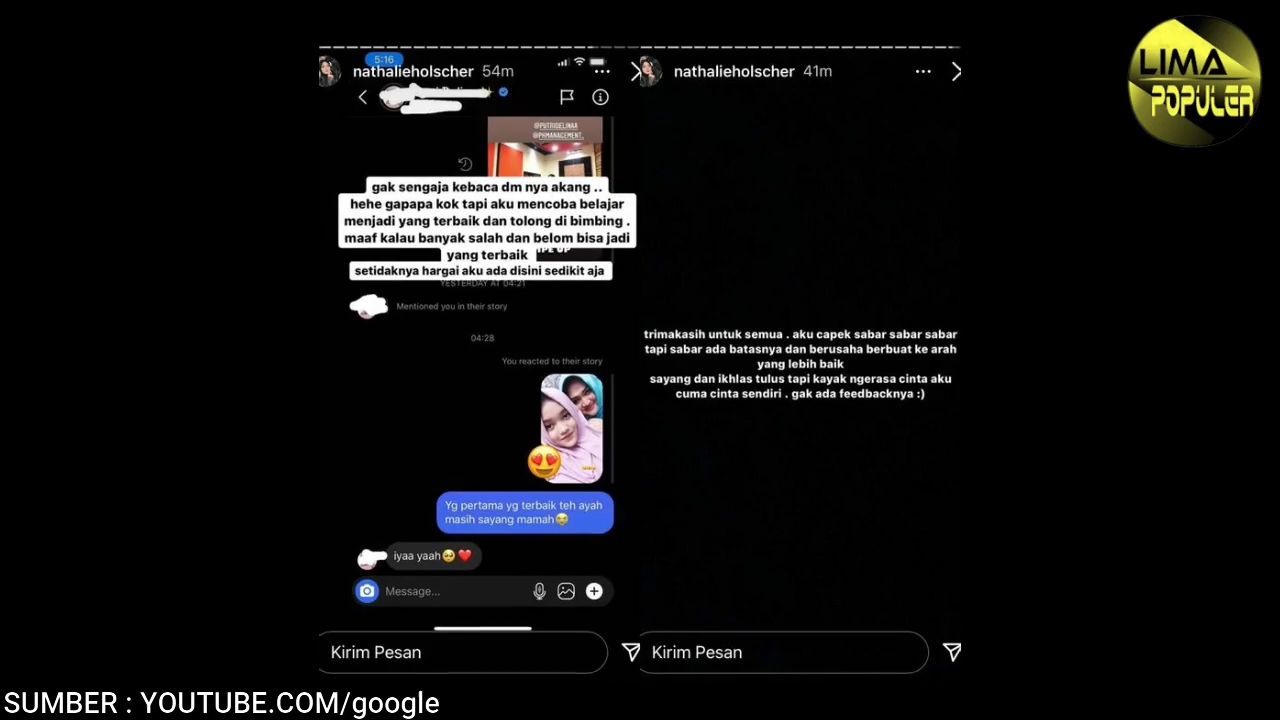 LIMA
POPULER
5:16
nathalieholscher 54m
@PUTRIDELINAA
@PRMANAGEMENT_
gak sengaja kebaca dm nya akang ..
hehe gapapa kok tapi aku mencoba belajar
menjadi yang terbaik dan tolong di bimbing .
maaf kalau banyak salah dan belom bisa jadi
yang terbaik
setidaknya hargai aku ada disini sedikit aja
YESTERDAY AT 04:21
Mentioned you in their story
04:28
You reacted to their story
Yg pertama yg terbaik teh ayah
masih sayang mamah😂
iyaa yaah🥺❤️
Message...
Kirim Pesan
nathalieholscher 41m
trimakasih untuk semua . aku capek sabar sabar sabar
tapi sabar ada batasnya dan berusaha berbuat ke arah
yang lebih baik
sayang dan ikhlas tulus tapi kayak ngerasa cinta aku
cuma cinta sendiri . gak ada feedbacknya :)
Kirim Pesan
SUMBER : YOUTUBE.COM/google